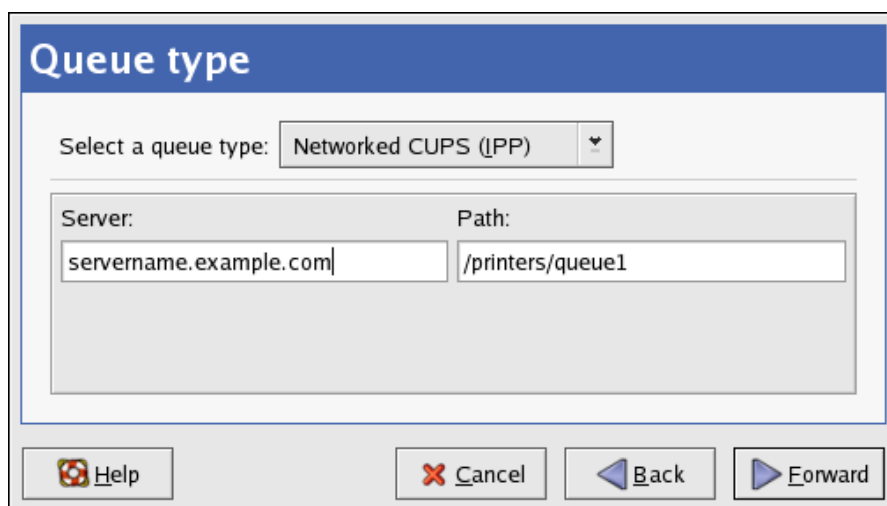 Queue type
Select a queue type: Networked CUPS (IPP)
Server: Path:
servername.example.com /printers/queue1
Help Cancel Back Forward